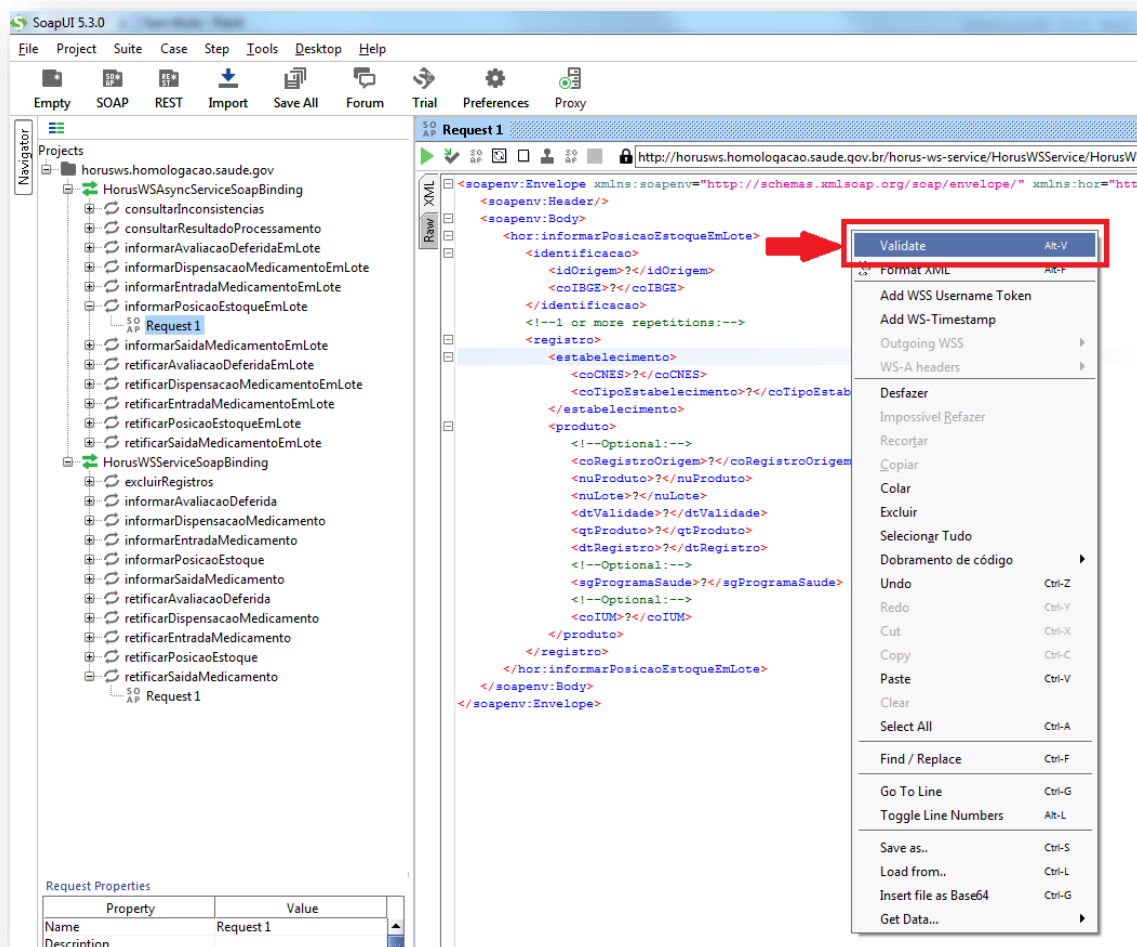 SoapUI 5.3.0
File Project Suite Case Step Tools Desktop Help
Empty SOAP REST Import Save All Forum Trial Preferences Proxy
Navigator
Projects
horusws.homologacao.saude.gov
HorusWSAsyncServiceSoapBinding
consultarInconsistencias
consultarResultadoProcessamento
informarAvaliacaoDeferidaEmLote
informarDispensacaoMedicamentoEmLote
informarEntradaMedicamentoEmLote
informarPosicaoEstoqueEmLote
Request 1
informarSaidaMedicamentoEmLote
retificarAvaliacaoDeferidaEmLote
retificarDispensacaoMedicamentoEmLote
retificarEntradaMedicamentoEmLote
retificarPosicaoEstoqueEmLote
retificarSaidaMedicamentoEmLote
HorusWSServiceSoapBinding
excluirRegistros
informarAvaliacaoDeferida
informarDispensacaoMedicamento
informarEntradaMedicamento
informarPosicaoEstoque
informarSaidaMedicamento
retificarAvaliacaoDeferida
retificarDispensacaoMedicamento
retificarEntradaMedicamento
retificarPosicaoEstoque
retificarSaidaMedicamento
Request 1
Request Properties
Property Value
Name Request 1
Description
Request 1
http://horusws.homologacao.saude.gov.br/horus-ws-service/HorusWSService/HorusW
XML
Raw
<soapenv:Envelope xmlns:soapenv="http://schemas.xmlsoap.org/soap/envelope/" xmlns:hor="htt
<soapenv:Header/>
<soapenv:Body>
<hor:informarPosicaoEstoqueEmLote>
<identificacao>
<idOrigem>?</idOrigem>
<coIBGE>?</coIBGE>
</identificacao>
<!--1 or more repetitions:-->
<registro>
<estabelecimento>
<coCNES>?</coCNES>
<coTipoEstabelecimento>?</coTipoEstab
</estabelecimento>
<produto>
<!--Optional:-->
<coRegistroOrigem>?</coRegistroOrigem
<nuProduto>?</nuProduto>
<nuLote>?</nuLote>
<dtValidade>?</dtValidade>
<qtProduto>?</qtProduto>
<dtRegistro>?</dtRegistro>
<!--Optional:-->
<sgProgramaSaude>?</sgProgramaSaude>
<!--Optional:-->
<coIUM>?</coIUM>
</produto>
</registro>
</hor:informarPosicaoEstoqueEmLote>
</soapenv:Body>
</soapenv:Envelope>
Validate Alt-V
Format XML Alt-F
Add WSS Username Token
Add WS-Timestamp
Outgoing WSS
WS-A headers
Desfazer
Impossível Refazer
Recortar
Copiar
Colar
Excluir
Selecionar Tudo
Dobramento de código
Undo Ctrl-Z
Redo Ctrl-Y
Cut Ctrl-X
Copy Ctrl-C
Paste Ctrl-V
Clear
Select All Ctrl-A
Find / Replace Ctrl-F
Go To Line Ctrl-G
Toggle Line Numbers Alt-L
Save as.. Ctrl-S
Load from.. Ctrl-L
Insert file as Base64 Ctrl-G
Get Data...